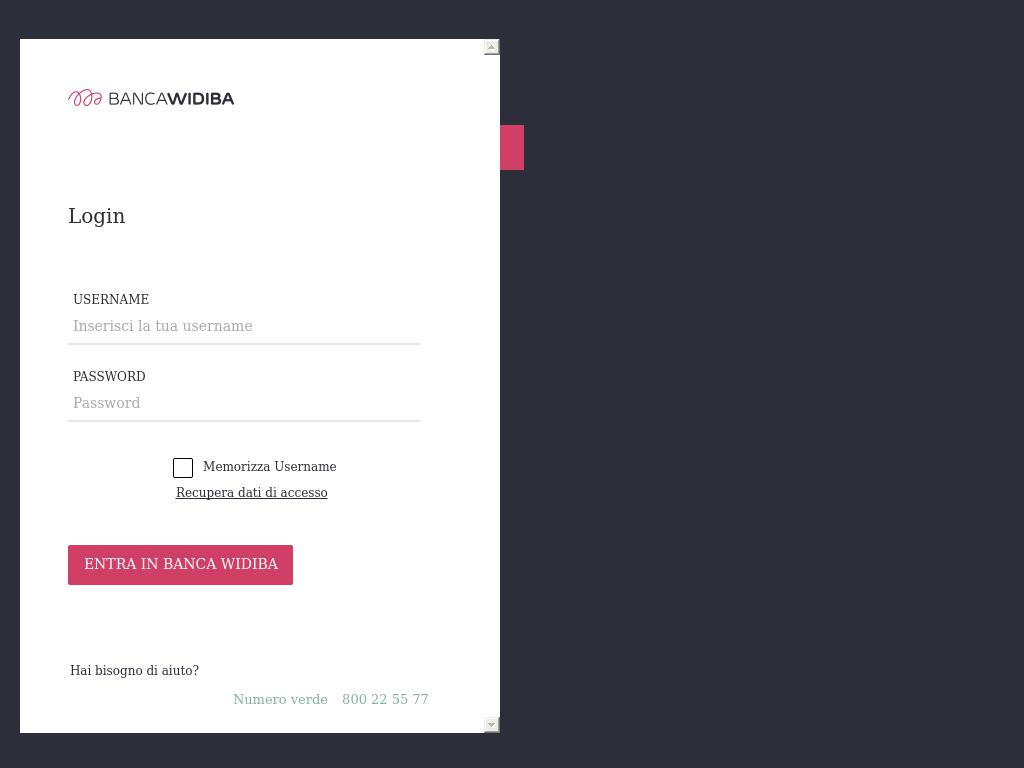 BANCAWIDIBA
Login
USERNAME
Inserisci la tua username
PASSWORD
Password
Memorizza Username
Recupera dati di accesso
ENTRA IN BANCA WIDIBA
Hai bisogno di aiuto?
Numero verde 800 22 55 77